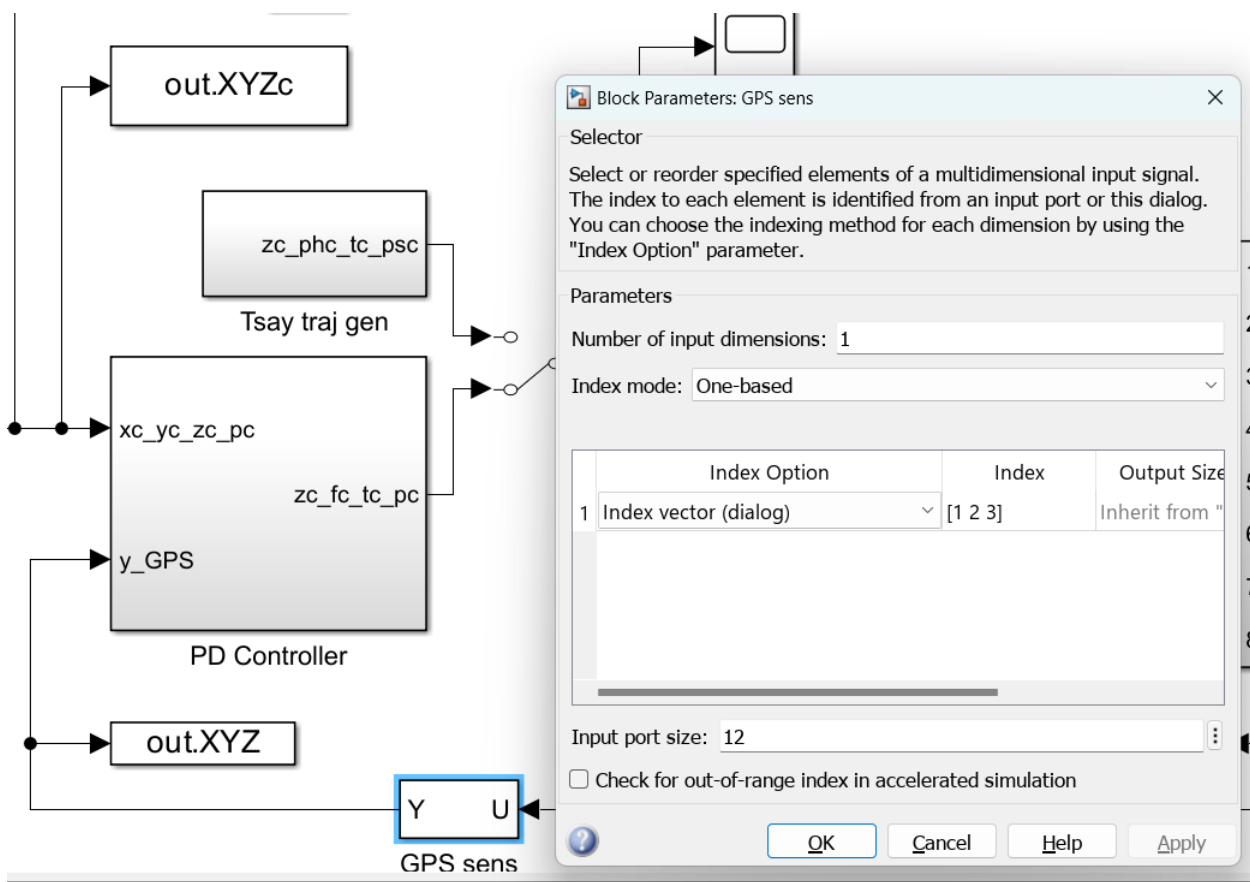 out.XYZc
zc_phc_tc_psc
Tsay traj gen
xc_yc_zc_pc
zc_fc_tc_pc
y_GPS
PD Controller
out.XYZ
Y U
GPS sens
Block Parameters: GPS sens
Selector
Select or reorder specified elements of a multidimensional input signal.
The index to each element is identified from an input port or this dialog.
You can choose the indexing method for each dimension by using the
"Index Option" parameter.
Parameters
Number of input dimensions: 1
Index mode: One-based
Index Option Index Output Size
1 Index vector (dialog) [1 2 3] Inherit from "
Input port size: 12
Check for out-of-range index in accelerated simulation
OK Cancel Help Apply